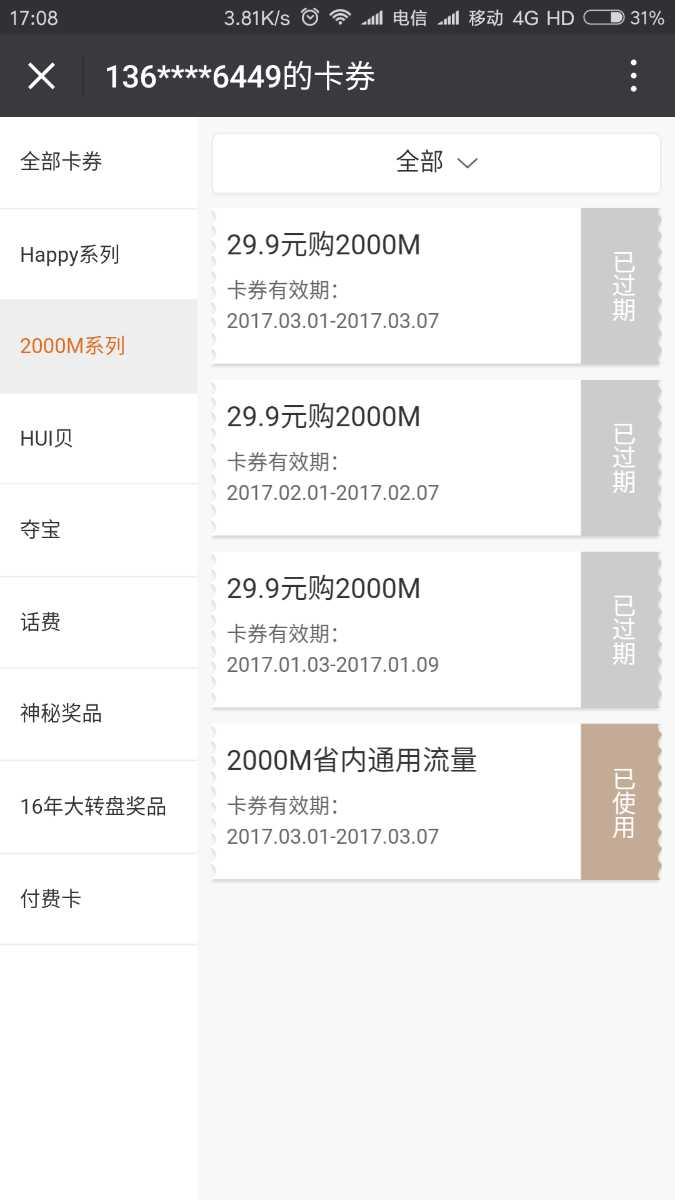 17:08 3.81K/s 电信 移动 4G HD 31%
136****6449的卡券
全部卡券
Happy系列
2000M系列
HUI贝
夺宝
话费
神秘奖品
16年大转盘奖品
付费卡
全部
29.9元购2000M
卡券有效期：
2017.03.01-2017.03.07
已过期
29.9元购2000M
卡券有效期：
2017.02.01-2017.02.07
已过期
29.9元购2000M
卡券有效期：
2017.01.03-2017.01.09
已过期
2000M省内通用流量
卡券有效期：
2017.03.01-2017.03.07
已使用